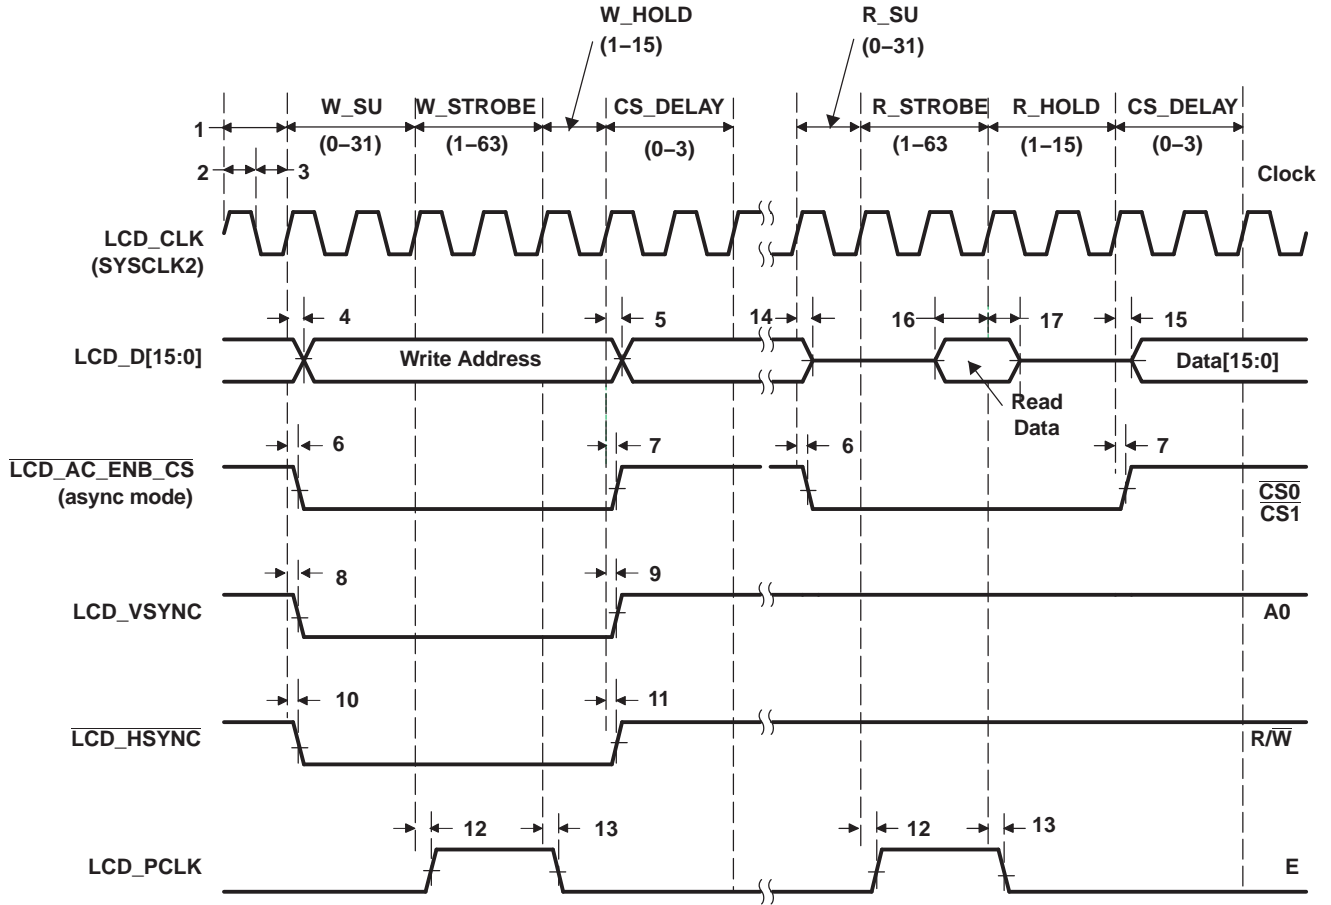 W_HOLD
(1–15)
R_SU
(0–31)
W_SU
W_STROBE
CS_DELAY
R_STROBE
R_HOLD
CS_DELAY
1
(0–31)
(1–63)
(0–3)
(1–63
(1–15)
(0–3)
2
3
Clock
LCD_CLK
(SYSCLK2)
4
5
14
16
17
15
LCD_D[15:0]
Write Address
Data[15:0]
Read
Data
6
7
6
7
LCD_AC_ENB_CS
(async mode)
CS0
CS1
8
9
LCD_VSYNC
A0
10
11
LCD_HSYNC
R/W
12
13
12
13
LCD_PCLK
E